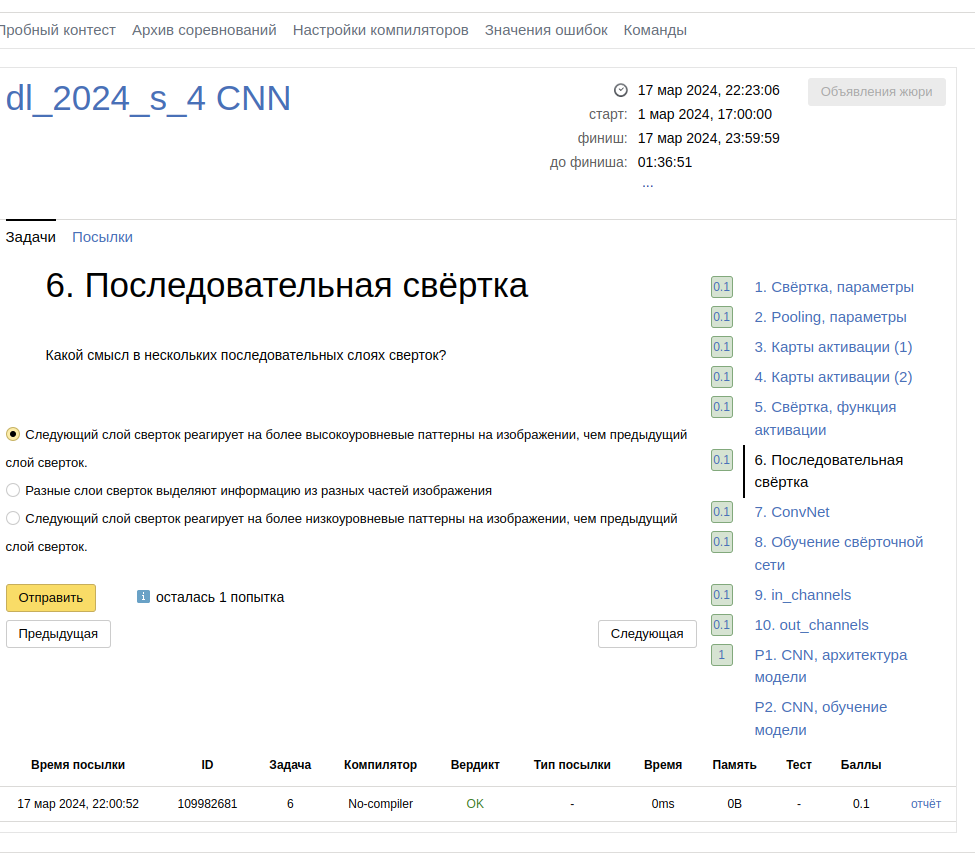 Пробный контест Архив соревнований Настройки компиляторов Значения ошибок Команды
dl_2024_s_4 CNN
17 мар 2024, 22:23:06
Объявления жюри
старт: 1 мар 2024, 17:00:00
финиш: 17 мар 2024, 23:59:59
до финиша: 01:36:51
...
Задачи Посылки
6. Последовательная свёртка
Какой смысл в нескольких последовательных слоях сверток?
Следующий слой сверток реагирует на более высокоуровневые паттерны на изображении, чем предыдущий
слой сверток.
Разные слои сверток выделяют информацию из разных частей изображения
Следующий слой сверток реагирует на более низкоуровневые паттерны на изображении, чем предыдущий
слой сверток.
Отправить
i осталась 1 попытка
Предыдущая
Следующая
0.1 1. Свёртка, параметры
0.1 2. Pooling, параметры
0.1 3. Карты активации (1)
0.1 4. Карты активации (2)
0.1 5. Свёртка, функция
активации
0.1 6. Последовательная
свёртка
0.1 7. ConvNet
0.1 8. Обучение свёрточной
сети
0.1 9. in_channels
0.1 10. out_channels
1 P1. CNN, архитектура
модели
P2. CNN, обучение
модели
Время посылки ID Задача Компилятор Вердикт Тип посылки Время Память Тест Баллы
17 мар 2024, 22:00:52 109982681 6 No-compiler OK - 0ms 0B - 0.1 отчёт